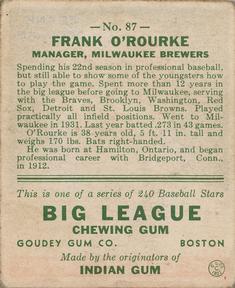 —No. 87—
FRANK O'ROURKE
MANAGER, MILWAUKEE BREWERS
Spending his 22nd season in professional baseball,
but still able to show some of the youngsters how
to play the game. Spent more than 12 years in
the big league before going to Milwaukee, serving
with the Braves, Brooklyn, Washington, Red
Sox, Detroit and St. Louis Browns. Played
practically all infield positions. Went to Mil-
waukee in 1931. Last year batted .273 in 43 games.
O'Rourke is 38 years old, 5 ft. 11 in. tall and
weighs 170 lbs. Bats right-handed.
He was born at Hamilton, Ontario, and began
professional career with Bridgeport, Conn.,
in 1912.
This is one of a series of 240 Baseball Stars
BIG LEAGUE
CHEWING GUM
GOUDEY GUM CO. BOSTON
Made by the originators of
INDIAN GUM